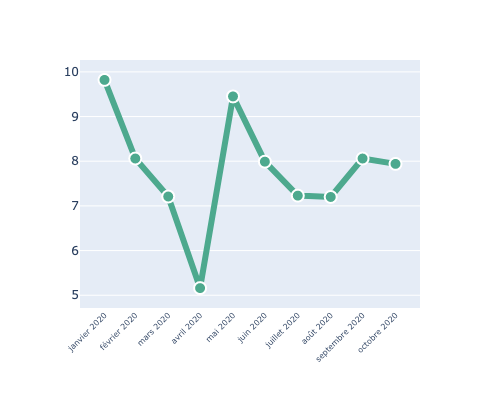 10
9
8
7
6
5
janvier 2020
février 2020
mars 2020
avril 2020
mai 2020
juin 2020
juillet 2020
août 2020
septembre 2020
octobre 2020